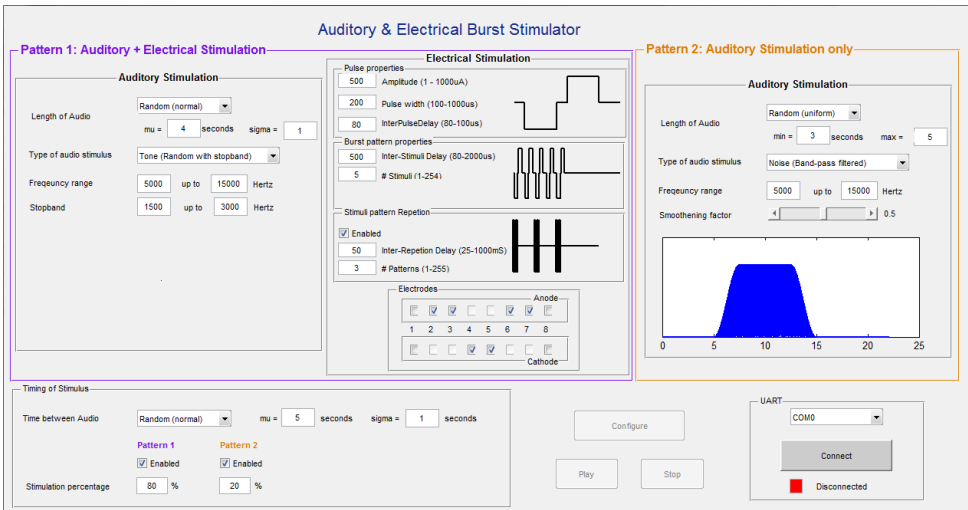 Auditory & Electrical Burst Stimulator
Pattern 1: Auditory + Electrical Stimulation
Auditory Stimulation
Length of Audio
Random (normal)
mu = 4 seconds sigma = 1
Type of audio stimulus Tone (Random with stopband)
Freqeuncy range 5000 up to 15000 Hertz
Stopband 1500 up to 3000 Hertz
Electrical Stimulation
Pulse properties
500 Amplitude (1 - 1000uA)
200 Pulse width (100-1000us)
80 InterPulseDelay (80-100us)
Burst pattern properties
500 Inter-Stimuli Delay (80-2000us)
5 # Stimuli (1-254)
Stimuli pattern Repetion
Enabled
50 Inter-Repetion Delay (25-1000mS)
3 # Patterns (1-255)
Electrodes
Anode
1 2 3 4 5 6 7 8
Cathode
Pattern 2: Auditory Stimulation only
Auditory Stimulation
Length of Audio
Random (uniform)
min = 3 seconds max = 5
Type of audio stimulus Noise (Band-pass filtered)
Freqeuncy range 5000 up to 15000 Hertz
Smoothening factor 0.5
0 5 10 15 20 25
Timing of Stimulus
Time between Audio Random (normal) mu = 5 seconds sigma = 1 seconds
Pattern 1 Pattern 2
Enabled Enabled
Stimulation percentage 80 % 20 %
Configure
Play Stop
UART
COM0
Connect
Disconnected